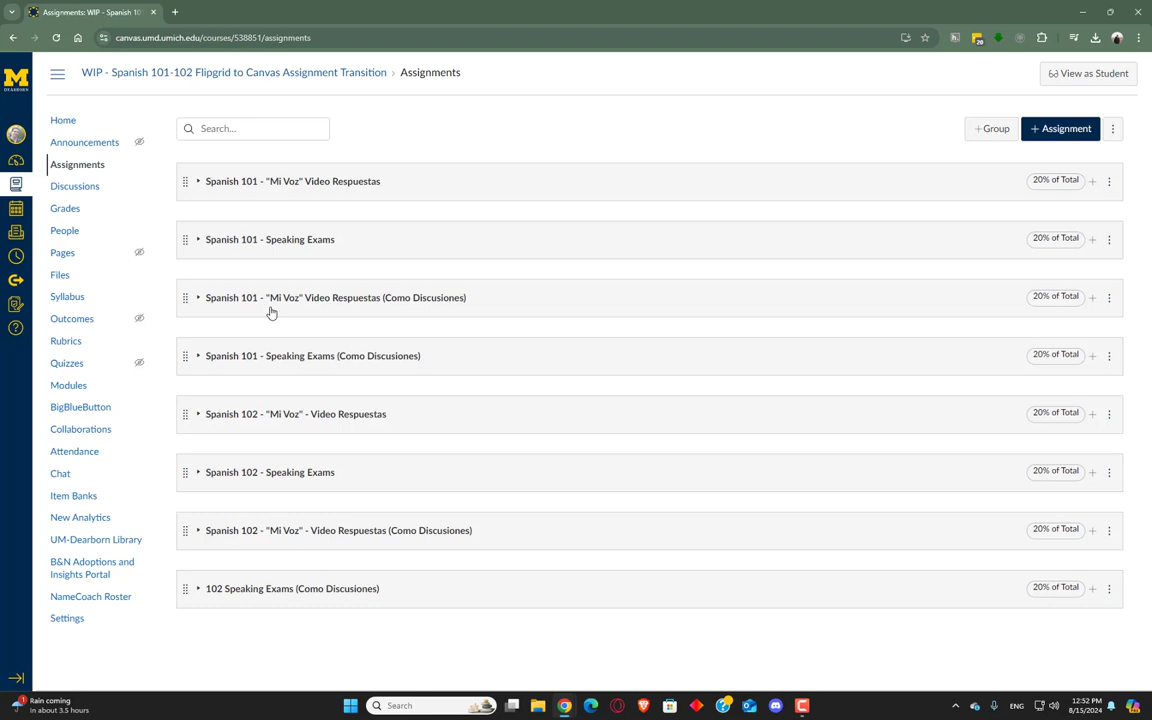 Assignments: WIP - Spanish 10
canvas.umd.umich.edu/courses/538851/assignments
20
M
DEARBORN
WIP - Spanish 101-102 Flipgrid to Canvas Assignment Transition › Assignments
View as Student
Home
Announcements
Assignments
Discussions
Grades
People
Pages
Files
Syllabus
Outcomes
Rubrics
Quizzes
Modules
BigBlueButton
Collaborations
Attendance
Chat
Item Banks
New Analytics
UM-Dearborn Library
B&N Adoptions and
Insights Portal
NameCoach Roster
Settings
Search...
+Group
+ Assignment
Spanish 101 - "Mi Voz" Video Respuestas
20% of Total
Spanish 101 - Speaking Exams
20% of Total
Spanish 101 - "Mi Voz" Video Respuestas (Como Discusiones)
20% of Total
Spanish 101 - Speaking Exams (Como Discusiones)
20% of Total
Spanish 102 - "Mi Voz" - Video Respuestas
20% of Total
Spanish 102 - Speaking Exams
20% of Total
Spanish 102 - "Mi Voz" - Video Respuestas (Como Discusiones)
20% of Total
102 Speaking Exams (Como Discusiones)
20% of Total
1
Rain coming
In about 3.5 hours
Search
ENG
12:52 PM
8/15/2024